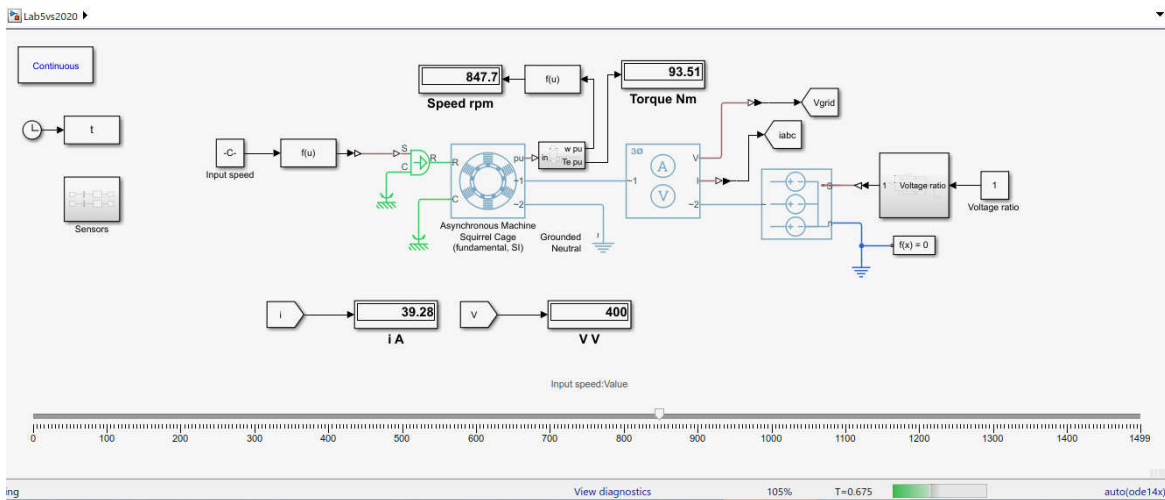 Lab5vs2020
Continuous
847.7
f(u)
93.51
Speed rpm
Torque Nm
Vgrid
t
iabc
-C-
f(u)
S
R
C
R
pu
in
w pu
Te pu
3Ø
A
V
V
I
~1
~1
~2
~2
C
Input speed
Sensors
Asynchronous Machine
Squirrel Cage
(fundamental, SI)
Grounded
Neutral
~
S
n
1
Voltage ratio
1
Voltage ratio
f(x) = 0
i
39.28
V
400
i A
V V
Input speed:Value
0 100 200 300 400 500 600 700 800 900 1000 1100 1200 1300 1400 1499
ing
View diagnostics
105%
T=0.675
auto(ode14x)